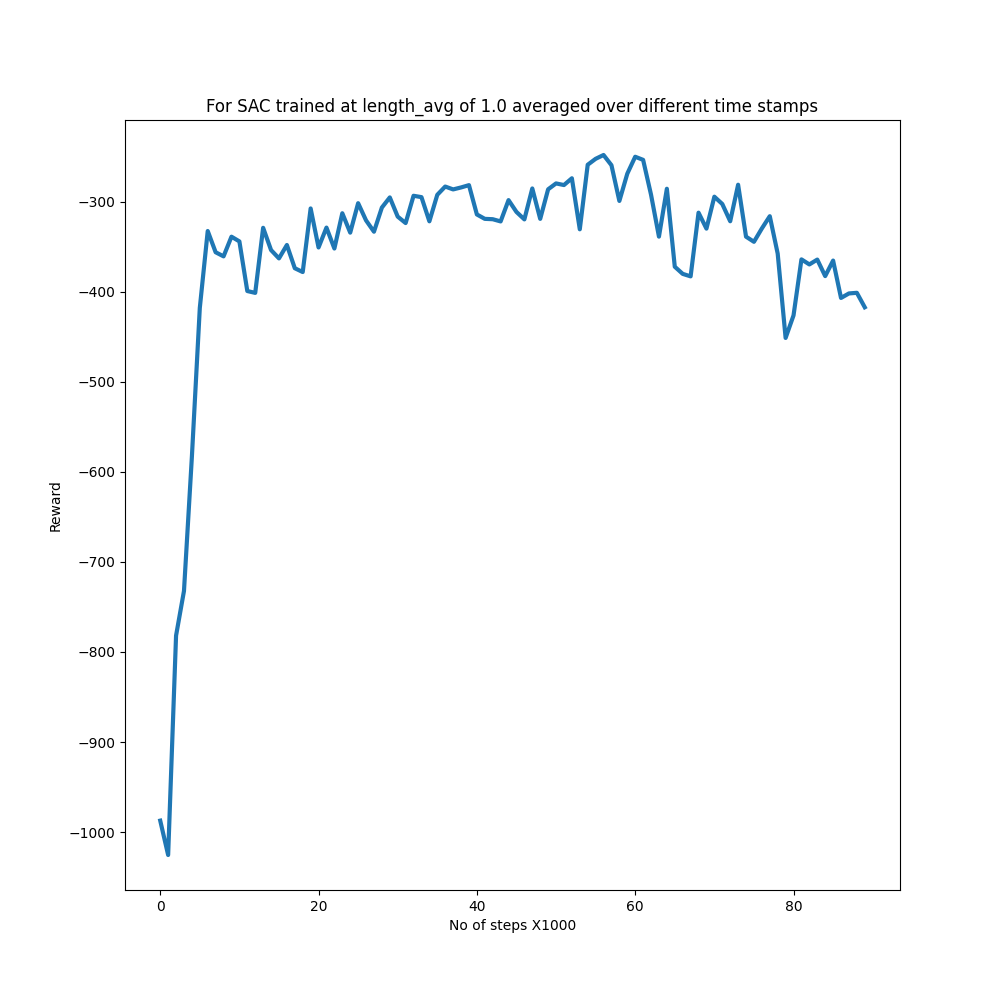 For SAC trained at length_avg of 1.0 averaged over different time stamps
−300
−400
−500
−600
−700
−800
−900
−1000
Reward
0 20 40 60 80
No of steps X1000